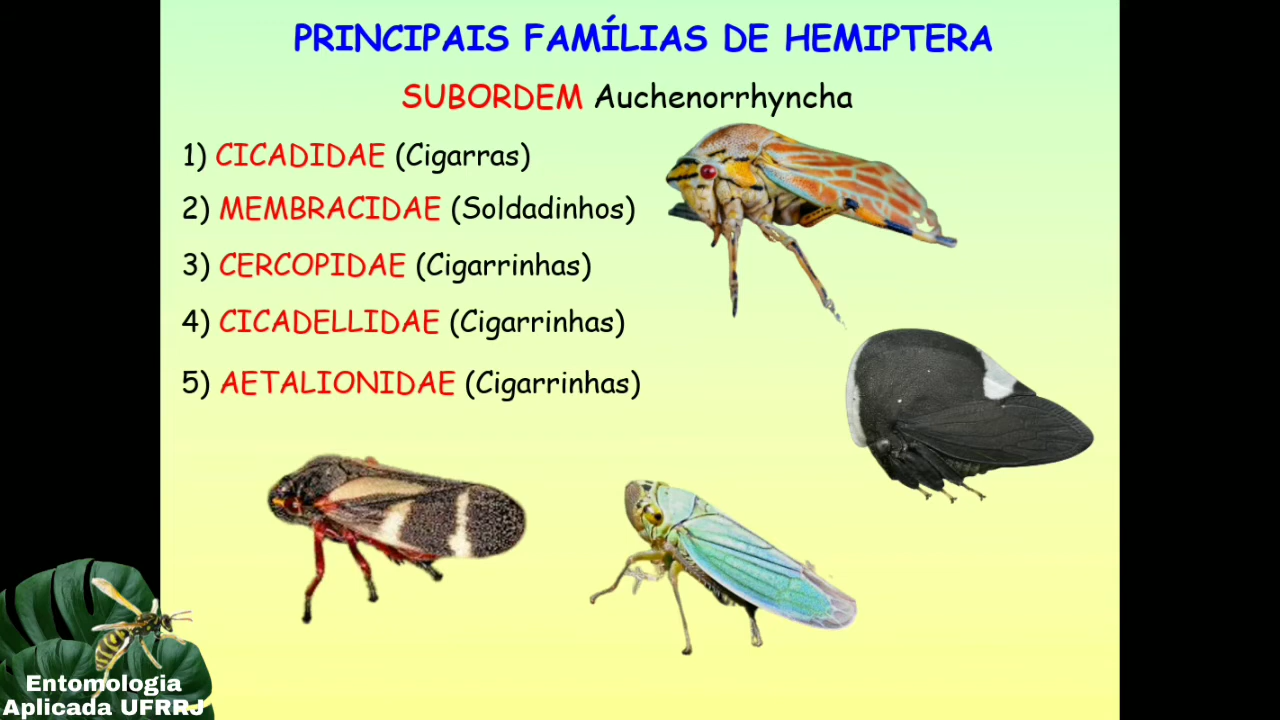 PRINCIPAIS FAMÍLIAS DE HEMIPTERA
SUBORDEM Auchenorrhyncha
1) CICADIDAE (Cigarras)
2) MEMBRACIDAE (Soldadinhos)
3) CERCOPIDAE (Cigarrinhas)
4) CICADELLIDAE (Cigarrinhas)
5) AETALIONIDAE (Cigarrinhas)
Entomologia
Aplicada UFRRJ